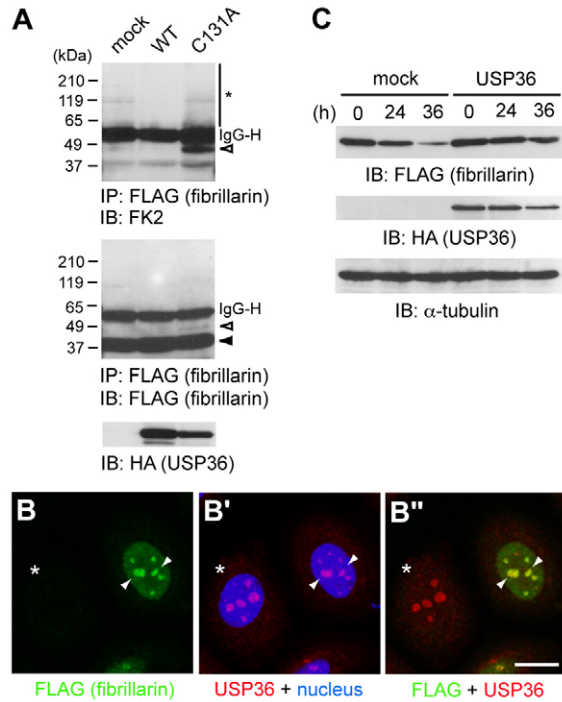 A
mock WT C131A
(kDa)
210
119
65
49
37
*
IgG-H
IP: FLAG (fibrillarin)
IB: FK2
210
119
65
49
37
IgG-H
IP: FLAG (fibrillarin)
IB: FLAG (fibrillarin)
IB: HA (USP36)
C
mock USP36
(h) 0 24 36 0 24 36
IB: FLAG (fibrillarin)
IB: HA (USP36)
IB: α-tubulin
B B' B"
* * *
FLAG (fibrillarin) USP36 + nucleus FLAG + USP36